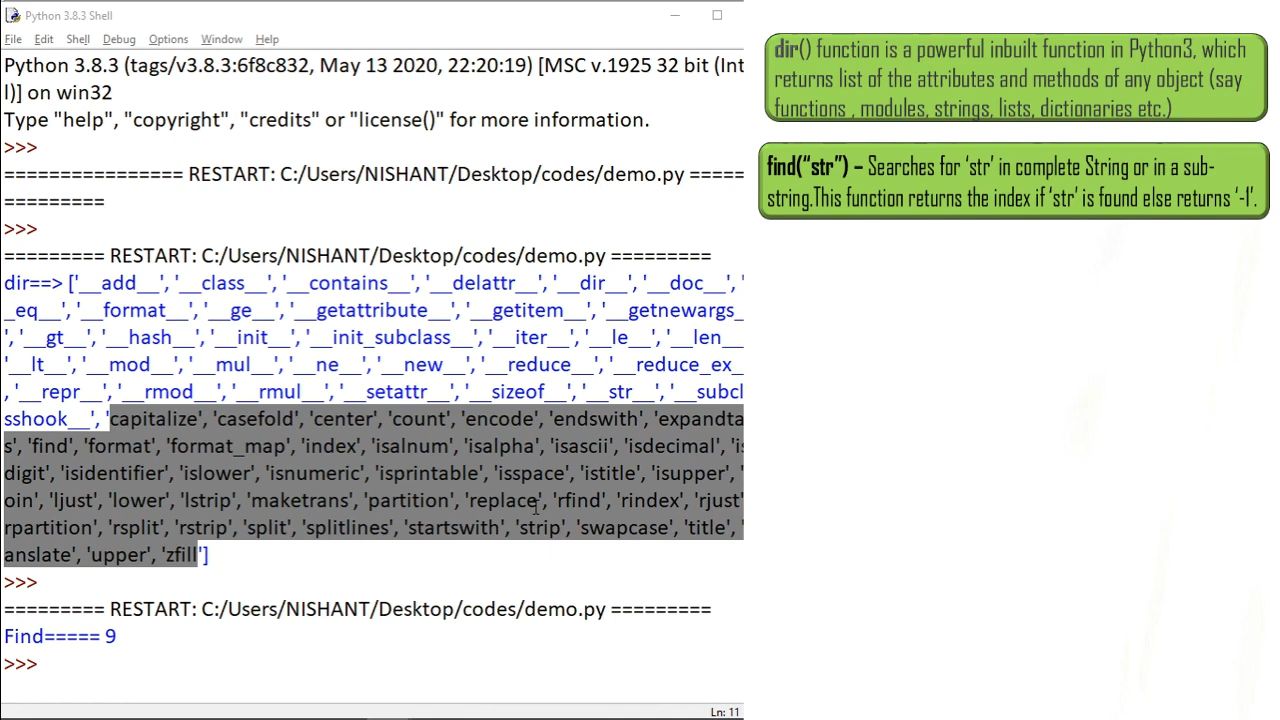 Python 3.8.3 Shell
File Edit Shell Debug Options Window Help
Python 3.8.3 (tags/v3.8.3:6f8c832, May 13 2020, 22:20:19) [MSC v.1925 32 bit (Int
l)] on win32
Type "help", "copyright", "credits" or "license()" for more information.
>>>
================ RESTART: C:/Users/NISHANT/Desktop/codes/demo.py =====
=========
>>>
========= RESTART: C:/Users/NISHANT/Desktop/codes/demo.py =========
dir==> ['__add__', '__class__', '__contains__', '__delattr__', '__dir__', '__doc__', '
_eq__', '__format__', '__ge__', '__getattribute__', '__getitem__', '__getnewargs_
', '__gt__', '__hash__', '__init__', '__init_subclass__', '__iter__', '__le__', '__len__
'__lt__', '__mod__', '__mul__', '__ne__', '__new__', '__reduce__', '__reduce_ex_
, '__repr__', '__rmod__', '__rmul__', '__setattr__', '__sizeof__', '__str__', '__subcl
sshook__', 'capitalize', 'casefold', 'center', 'count', 'encode', 'endswith', 'expandta
s', 'find', 'format', 'format_map', 'index', 'isalnum', 'isalpha', 'isascii', 'isdecimal', 'is
digit', 'isidentifier', 'islower', 'isnumeric', 'isprintable', 'isspace', 'istitle', 'isupper', '
oin', 'ljust', 'lower', 'lstrip', 'maketrans', 'partition', 'replace', 'rfind', 'rindex', 'rjust'
rpartition', 'rsplit', 'rstrip', 'split', 'splitlines', 'startswith', 'strip', 'swapcase', 'title', '
anslate', 'upper', 'zfill']
>>>
========= RESTART: C:/Users/NISHANT/Desktop/codes/demo.py =========
Find===== 9
>>>
Ln: 11
dir() function is a powerful inbuilt function in Python3, which
returns list of the attributes and methods of any object (say
functions , modules, strings, lists, dictionaries etc.)
find(“str”) – Searches for ‘str’ in complete String or in a sub-
string.This function returns the index if ‘str’ is found else returns ‘-1’.